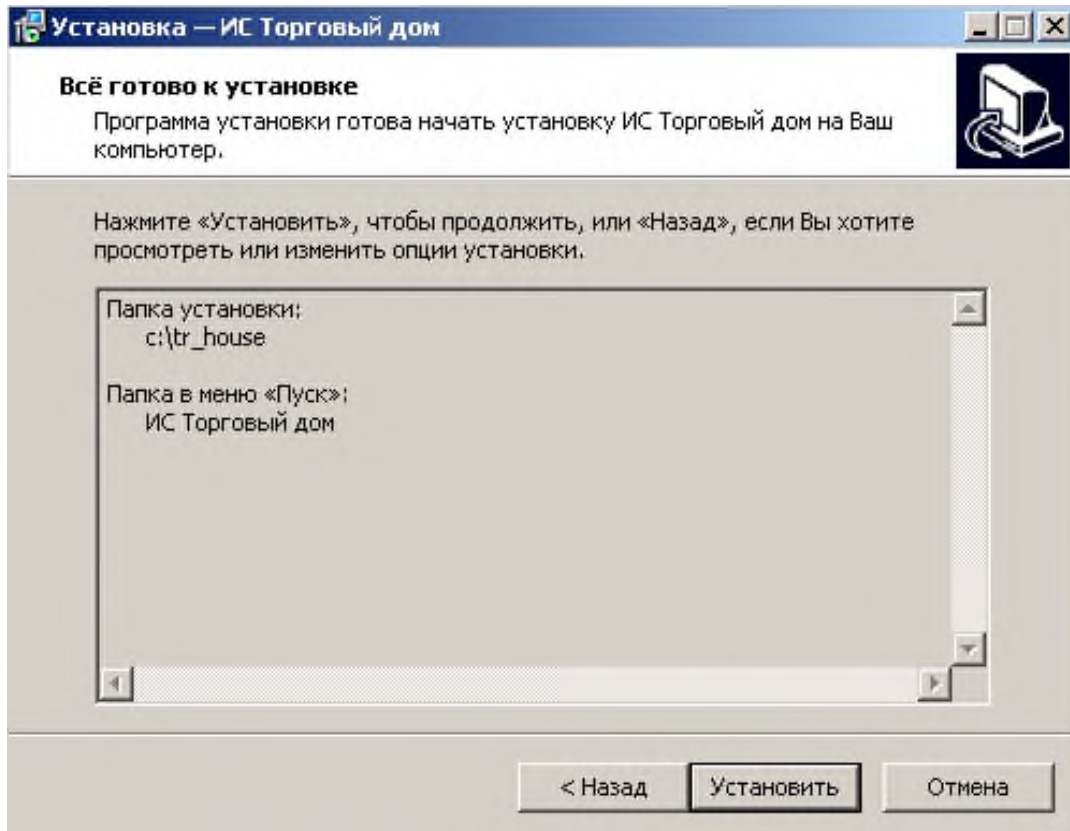 Установка — ИС Торговый дом
Всё готово к установке
Программа установки готова начать установку ИС Торговый дом на Ваш
компьютер.
Нажмите «Установить», чтобы продолжить, или «Назад», если Вы хотите
просмотреть или изменить опции установки.
Папка установки:
c:\tr_house
Папка в меню «Пуск»:
ИС Торговый дом
< Назад
Установить
Отмена